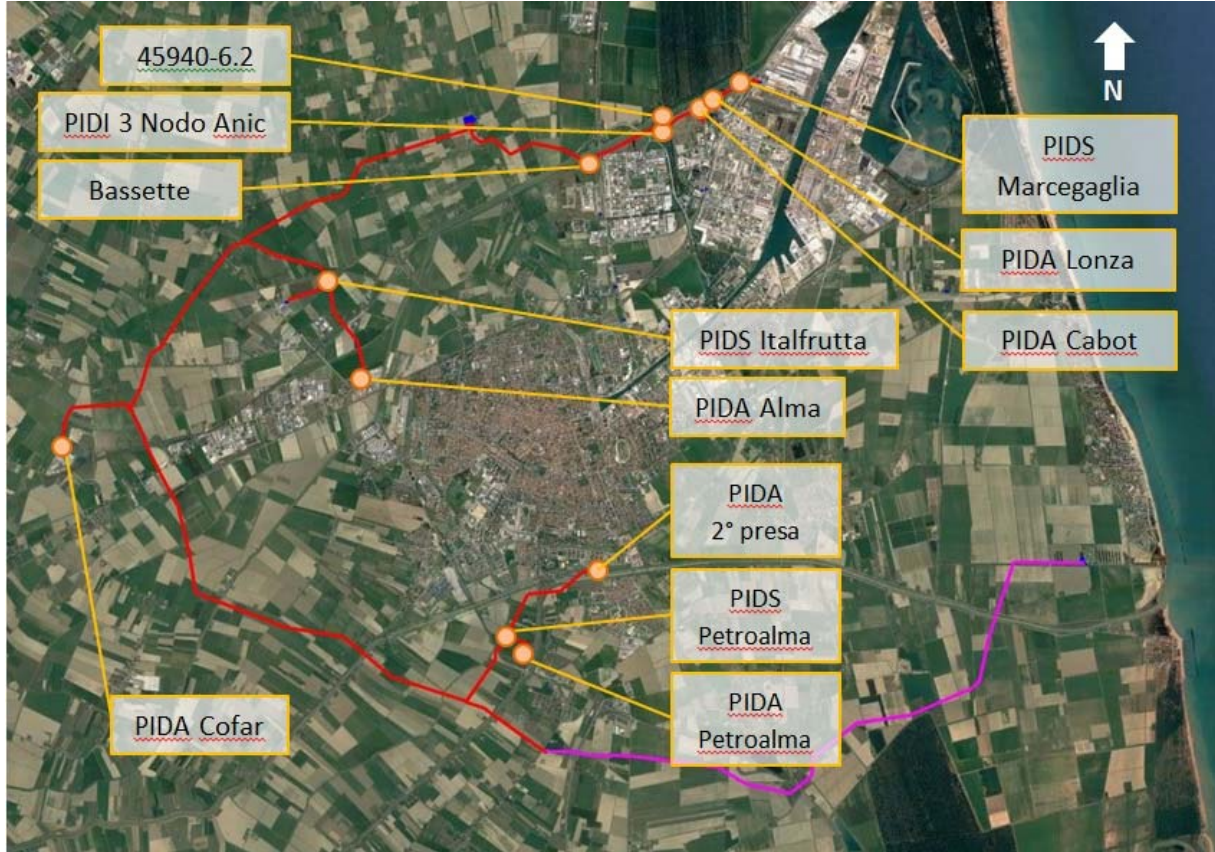 45940-6.2
PIDI 3 Nodo Anic
Bassette
N
PIDS
Marcegaglia
PIDA Lonza
PIDA Cabot
PIDS Italfrutta
PIDA Alma
PIDA
2° presa
PIDS
Petroalma
PIDA
Petroalma
PIDA Cofar